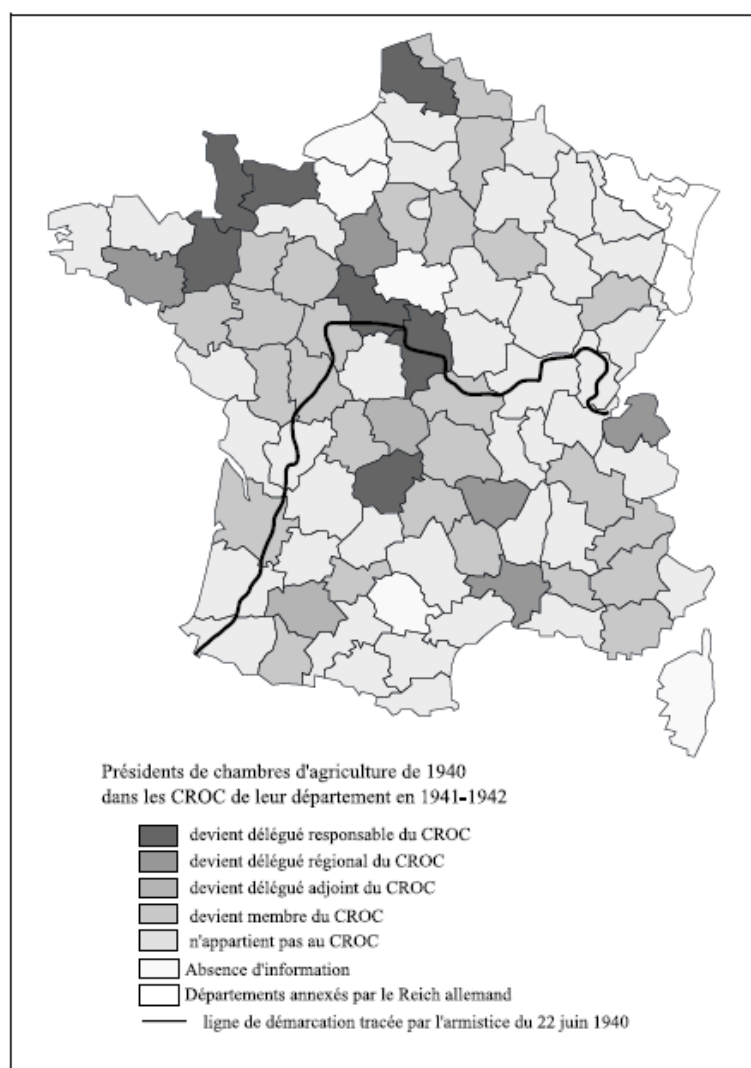 Présidents de chambres d'agriculture de 1940
dans les CROC de leur département en 1941-1942
devient délégué responsable du CROC
devient délégué régional du CROC
devient délégué adjoint du CROC
devient membre du CROC
n'appartient pas au CROC
Absence d'information
Départements annexés par le Reich allemand
ligne de démarcation tracée par l'armistice du 22 juin 1940